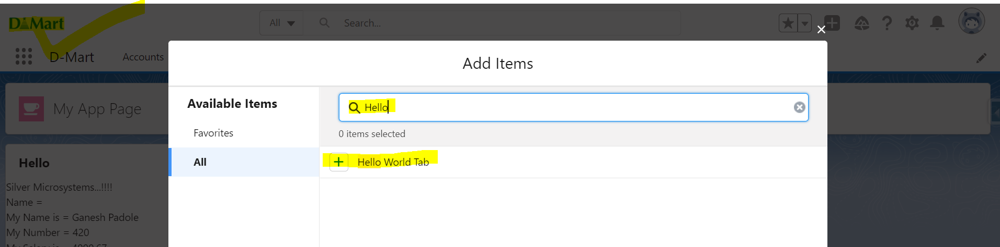 D Mart
All
Search...
D-Mart
Accounts
Add Items
My App Page
Available Items
Hello
Favorites
0 items selected
All
Hello World Tab
Hello
Silver Microsystems...!!!!
Name =
My Name is = Ganesh Padole
My Number = 420